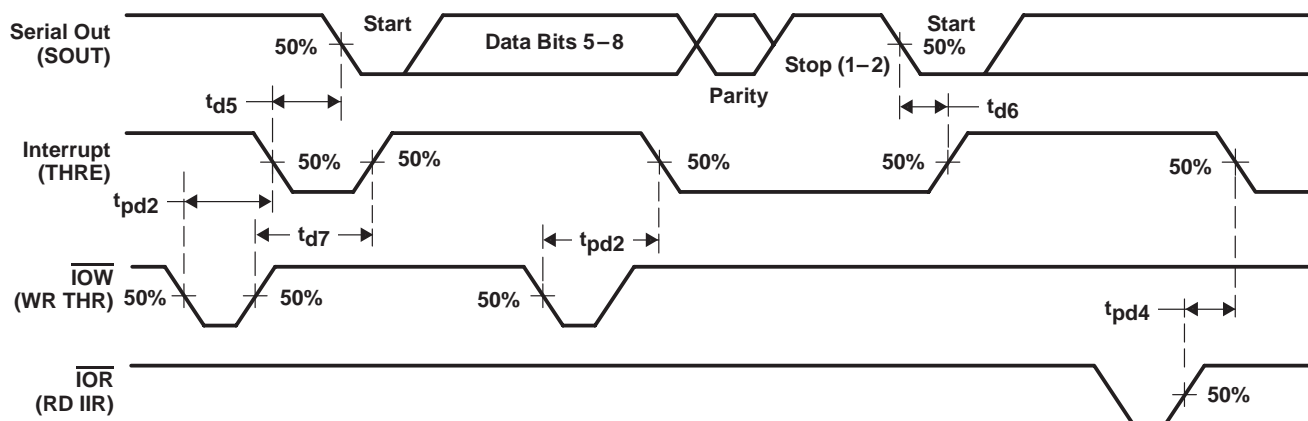 Serial Out
(SOUT)
50%
Start
Data Bits 5–8
Parity
Stop (1–2)
Start
50%
td5
td6
Interrupt
(THRE)
50%
50%
50%
50%
50%
tpd2
td7
tpd2
IOW
(WR THR)
50%
50%
50%
tpd4
IOR
(RD IIR)
50%